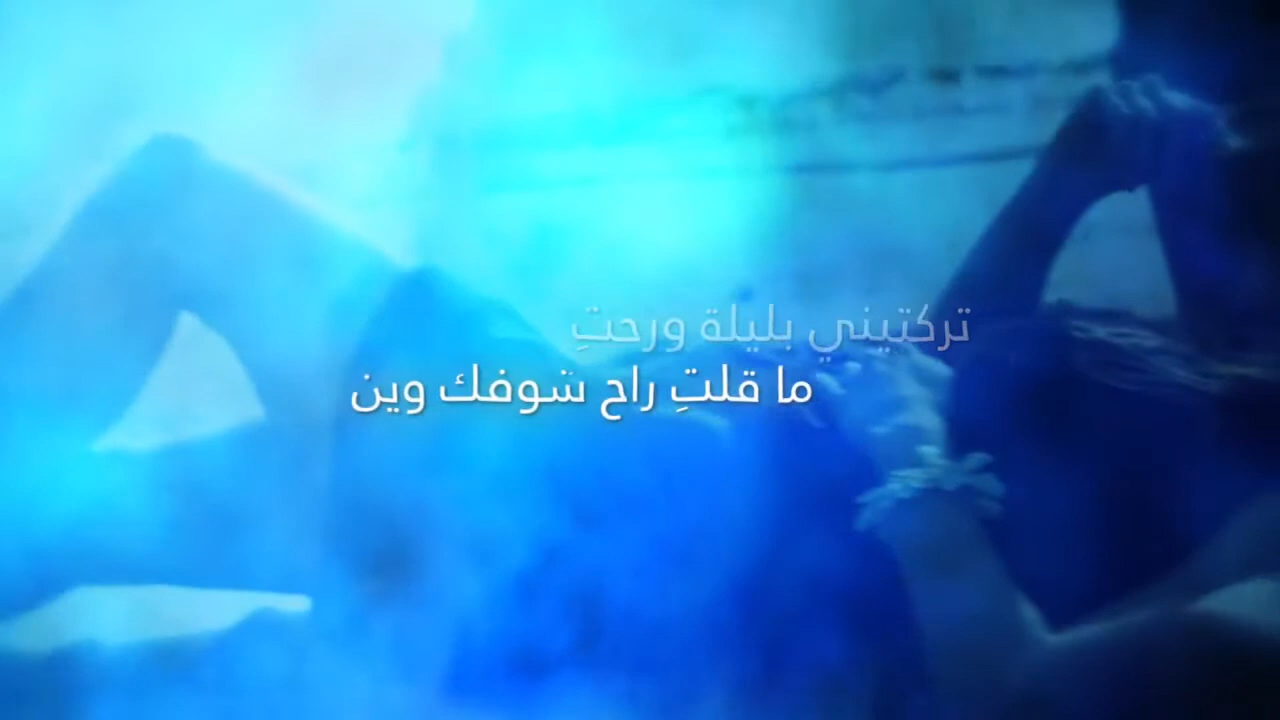 تركتيني بليلة ورحتِ
ما قلتِ راح شوفك وين